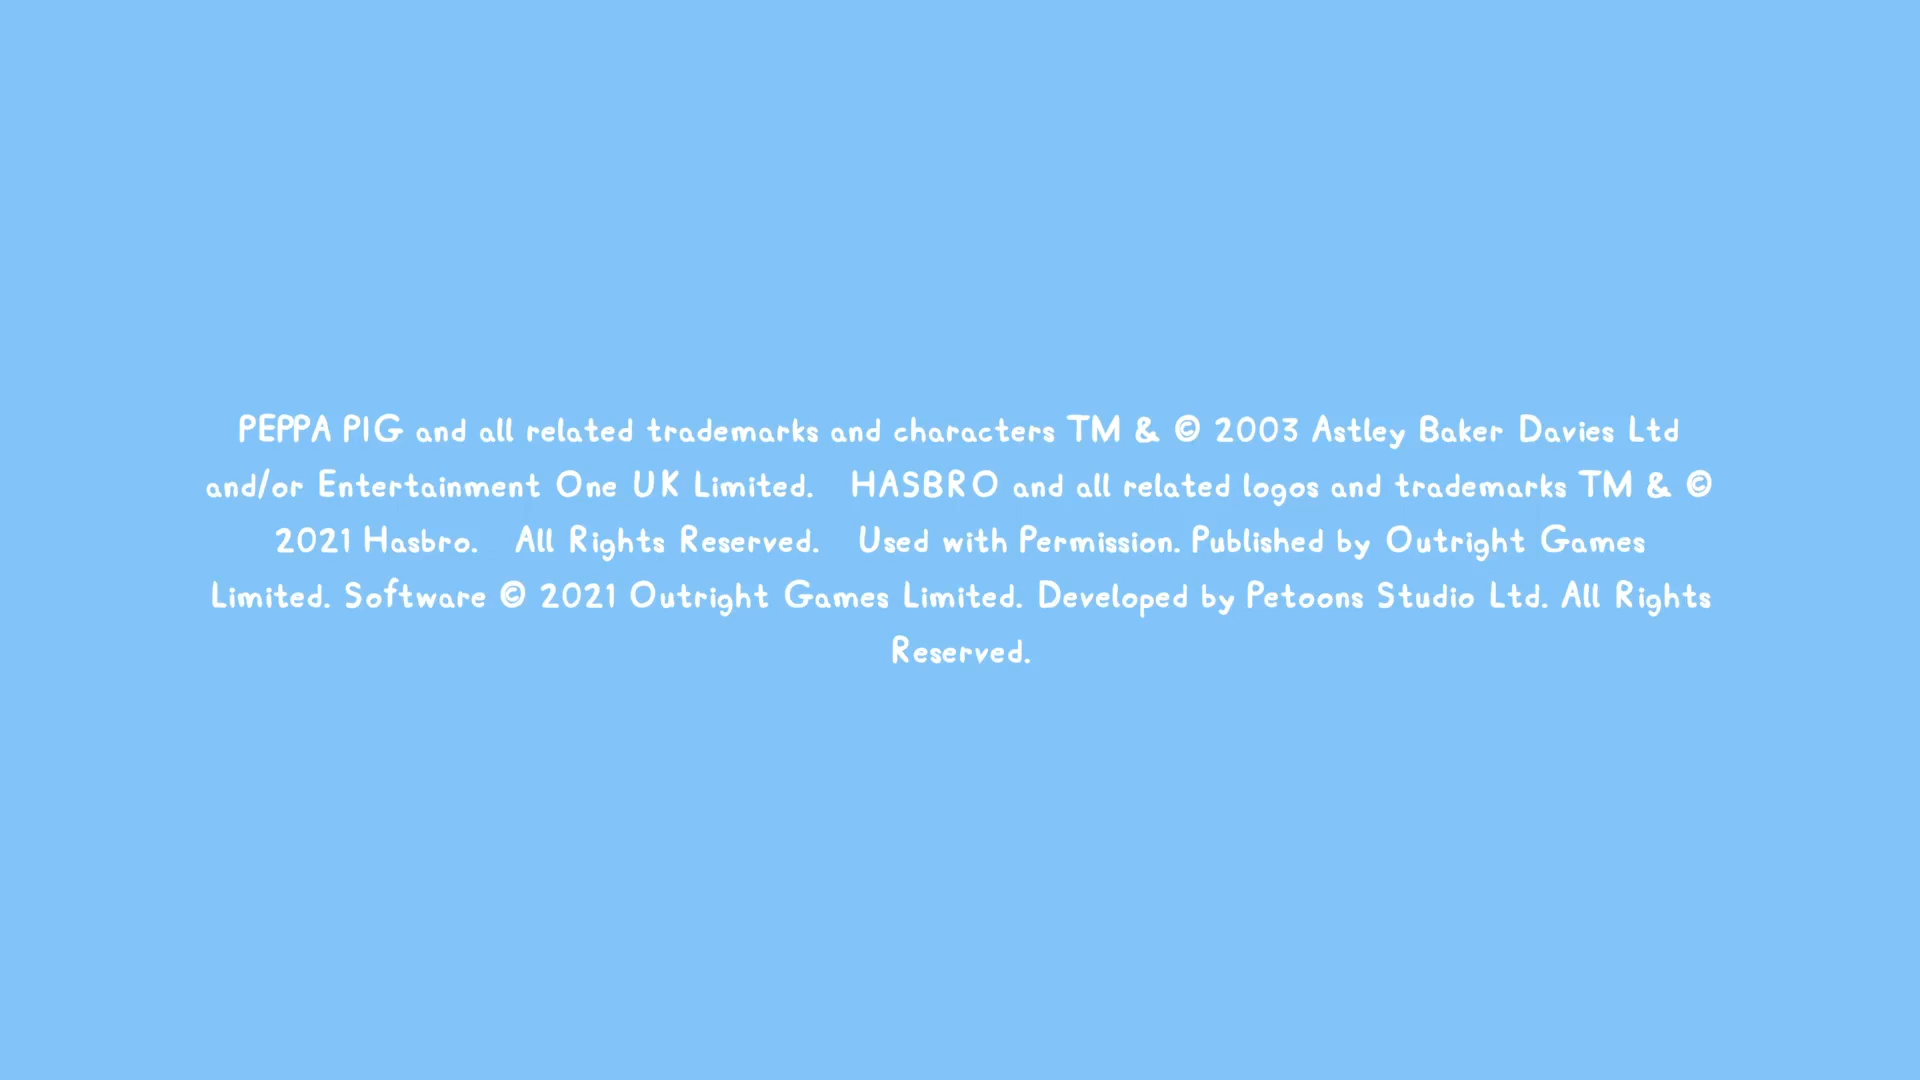 PEPPA PIG and all related trademarks and characters TM & © 2003 Astley Baker Davies Ltd
and/or Entertainment One UK Limited. HASBRO and all related logos and trademarks TM & ©
2021 Hasbro. All Rights Reserved. Used with Permission. Published by Outright Games
Limited. Software © 2021 Outright Games Limited. Developed by Petoons Studio Ltd. All Rights
Reserved.